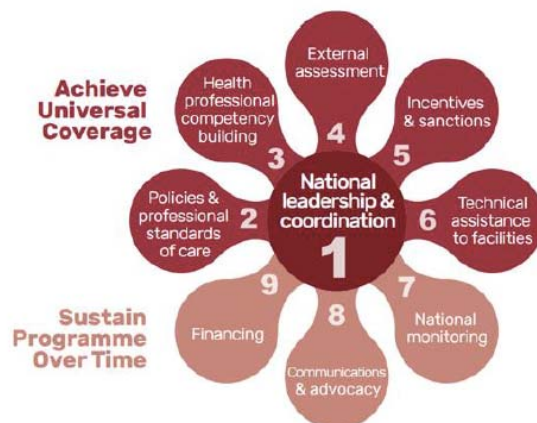 Achieve
Universal
Coverage
National
leadership &
coordination
1
Policies &
professional
standards
of care
2
Health
professional
competency
building
3
External
assessment
4
Incentives
& sanctions
5
Technical
assistance
to facilities
6
Sustain
Programme
Over Time
National
monitoring
7
Communications
& advocacy
8
Financing
9